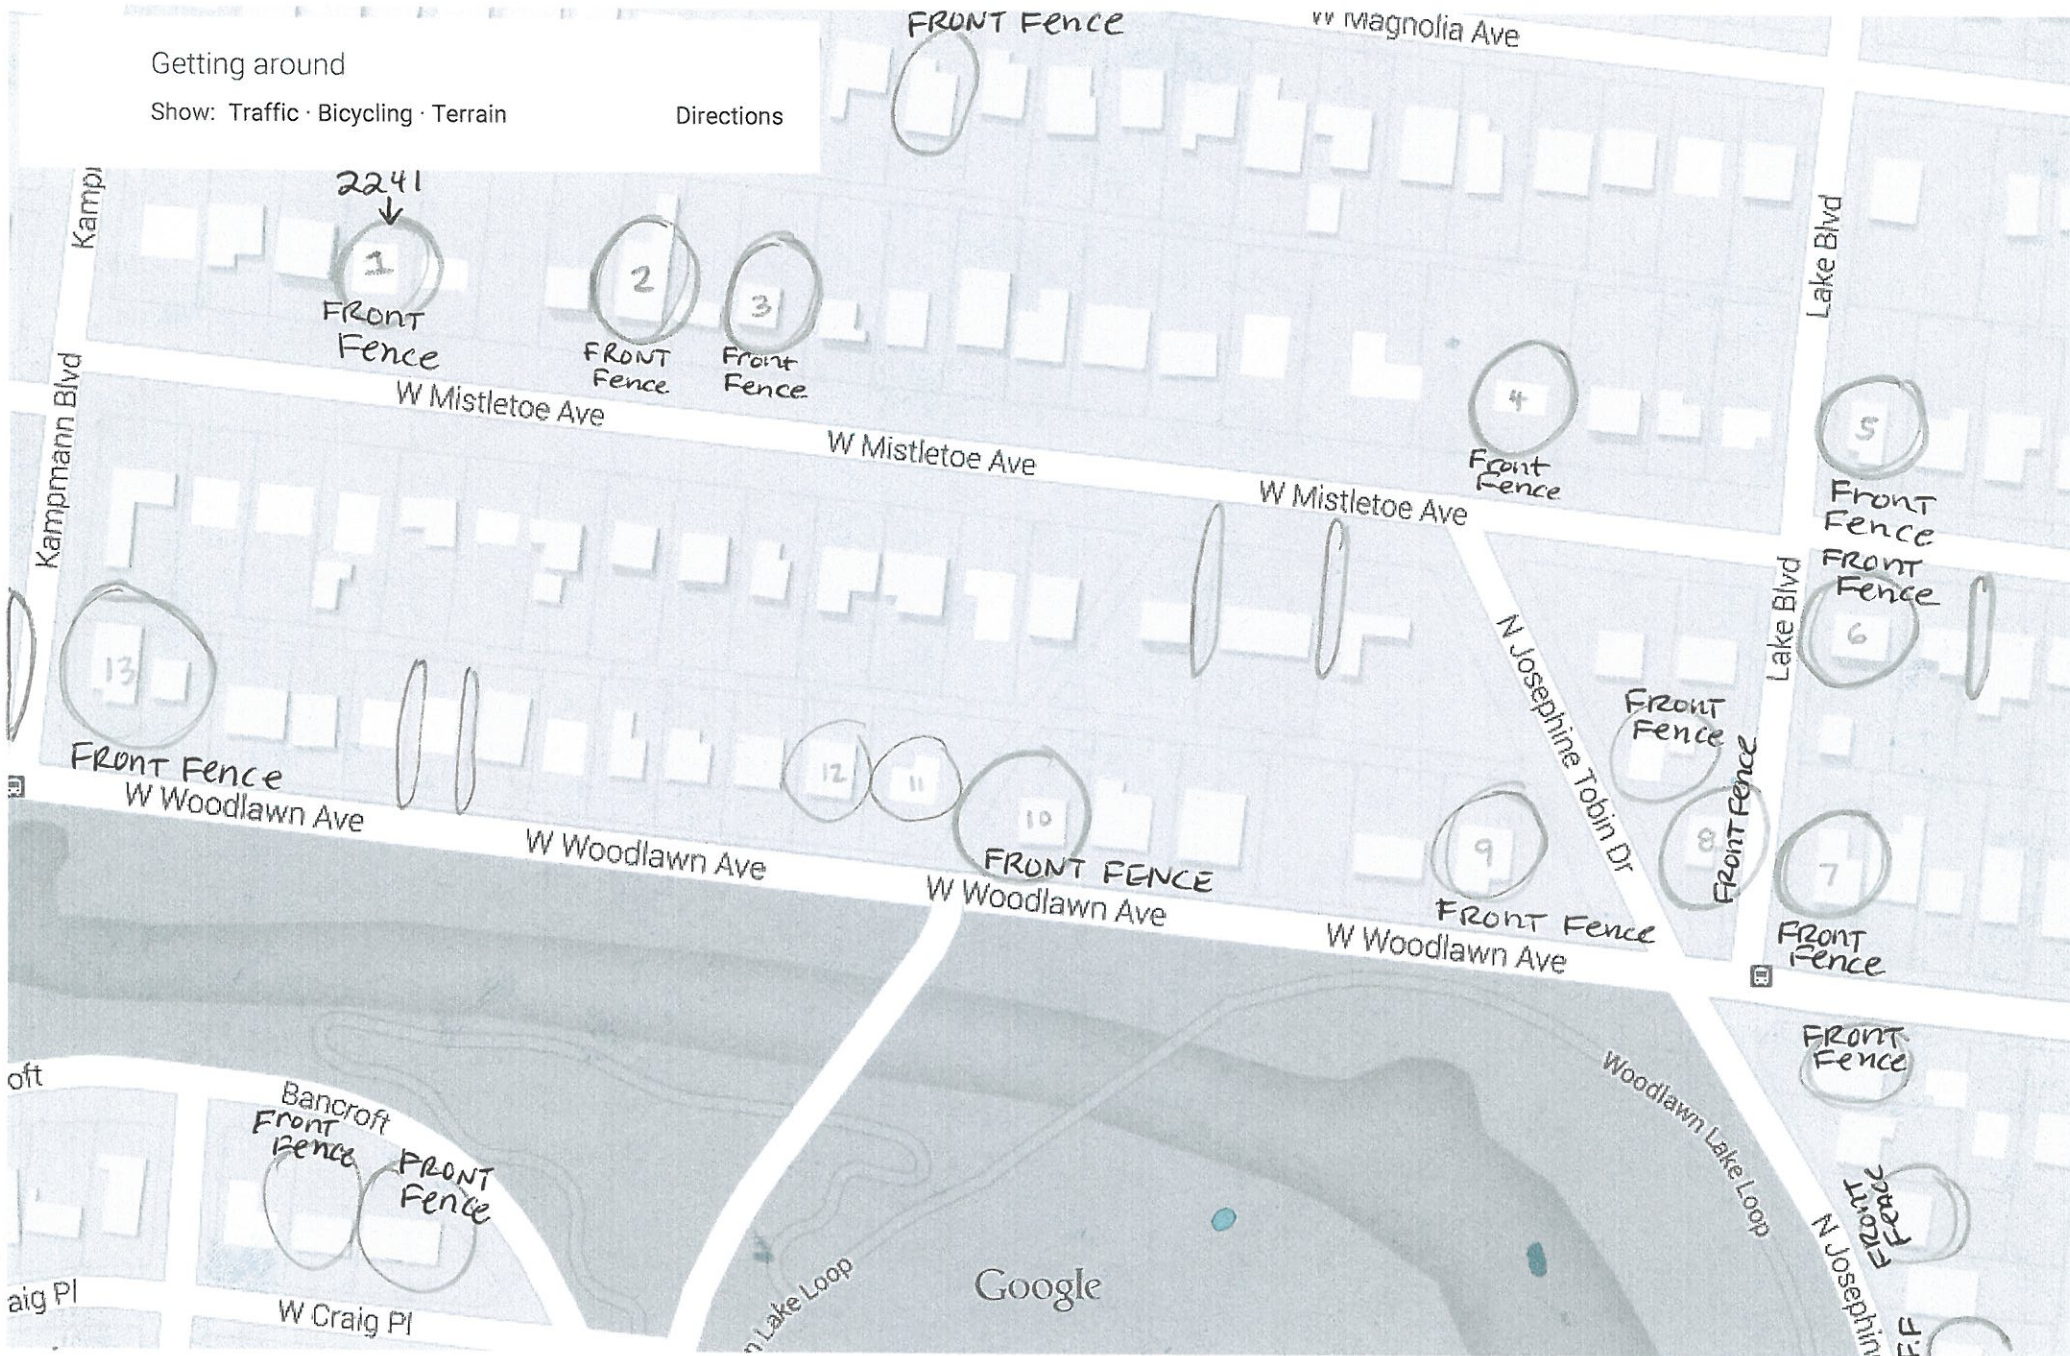 FRONT Fence
W Magnolia Ave
Getting around
Show: Traffic · Bicycling · Terrain
Directions
2241
Kampmann Blvd
Lake Blvd
1
FRONT
Fence
2
FRONT
Fence
3
Front
Fence
4
Front
Fence
5
Front
Fence
W Mistletoe Ave
W Mistletoe Ave
W Mistletoe Ave
FRONT
Fence
6
Lake Blvd
N Josephine Tobin Dr
13
FRONT Fence
W Woodlawn Ave
W Woodlawn Ave
12
11
10
FRONT FENCE
W Woodlawn Ave
9
FRONT Fence
W Woodlawn Ave
FRONT
Fence
8
FRONT Fence
7
FRONT
Fence
FRONT
Fence
Woodlawn Lake Loop
oft
Bancroft
Front
Fence
FRONT
Fence
FRONT
Fence
N Josephin
F.F
aig Pl
W Craig Pl
n Lake Loop
Google